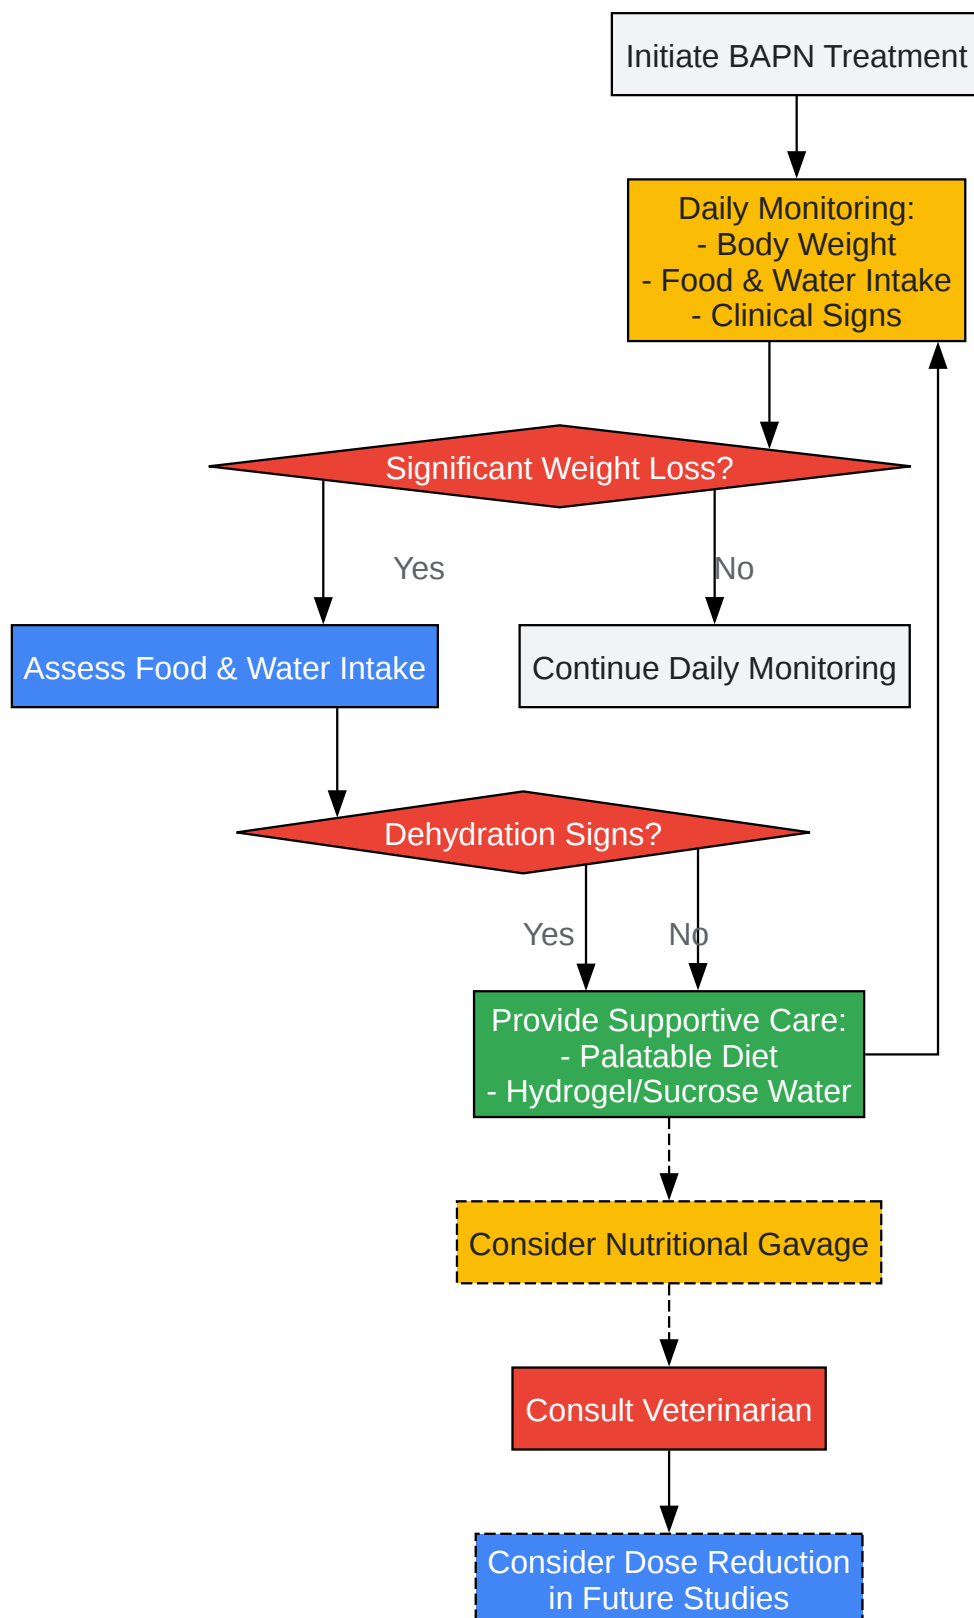 Initiate BAPN Treatment
Daily Monitoring:
- Body Weight
- Food & Water Intake
- Clinical Signs
Significant Weight Loss?
Yes
No
Assess Food & Water Intake
Continue Daily Monitoring
Dehydration Signs?
Yes
No
Provide Supportive Care:
- Palatable Diet
- Hydrogel/Sucrose Water
Consider Nutritional Gavage
Consult Veterinarian
Consider Dose Reduction
in Future Studies